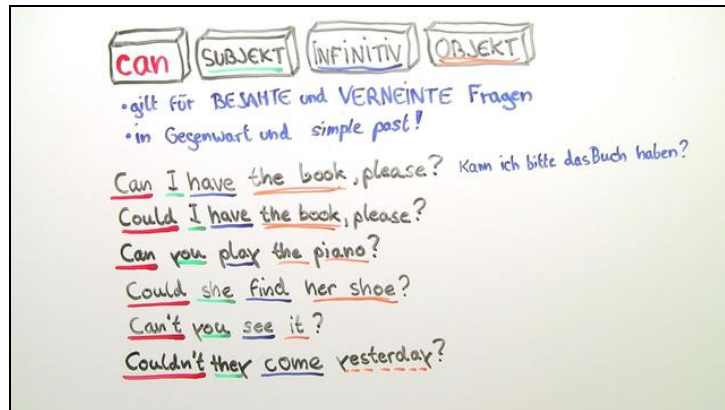 can SUBJEKT INFINITIV OBJEKT
• gilt für BEJAHTE und VERNEINTE Fragen
• in Gegenwart und simple past!
Can I have the book, please? Kann ich bitte das Buch haben?
Could I have the book, please?
Can you play the piano?
Could she find her shoe?
Can't you see it?
Couldn't they come yesterday?